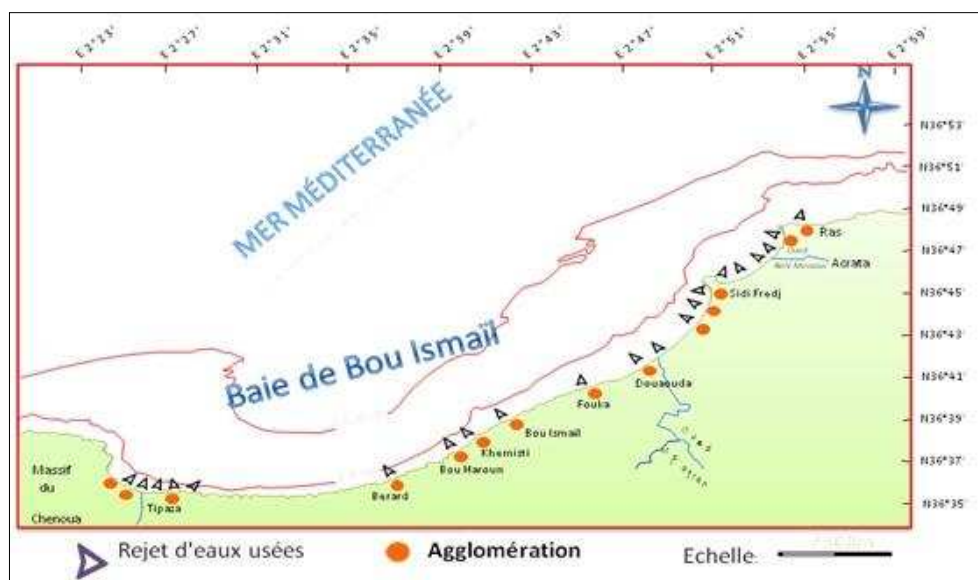 E 2°23' E 2°27' E 2°31' E 2°35' E 2°39' E 2°43' E 2°47' E 2°51' E 2°55' E 2°59'
N
N36°53'
MER MÉDITERRANÉE
N36°51'
N36°49'
Ras
N36°47'
Acrata
N36°45'
Sidi Fredj
N36°43'
Baie de Bou Ismaïl
N36°41'
Douaouda
Fouka
N36°39'
Bou Ismaïl
Khemisti
Bou Haroun
N36°37'
Massif
du
Chenoua
Tipaza
Berard
N36°35'
Rejet d'eaux usées
Agglomération
Echelle